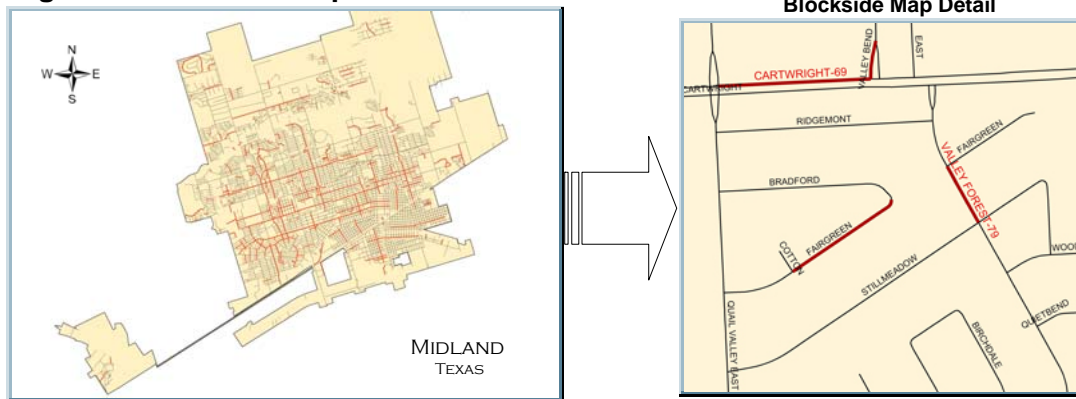 Blockside Map Detail
N
W E
S
MIDLAND
TEXAS
CARTWRIGHT-69
VALLEY BEND
EAST
CARTWRIGHT
RIDGEMONT
FAIRGREEN
VALLEY FOREST-79
BRADFORD
FAIRGREEN
COTTON
STILLMEADOW
QUAIL VALLEY EAST
QUIETBEND
BIRCHDALE